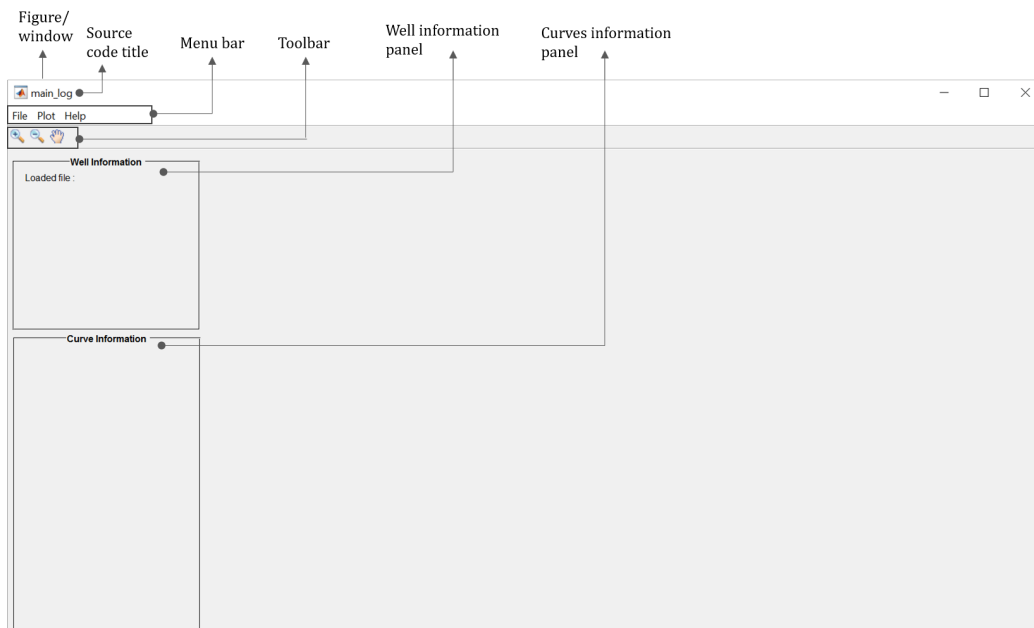 Figure/
window
Source
code title
Menu bar
Toolbar
Well information
panel
Curves information
panel
main_log
File Plot Help
Well Information
Loaded file :
Curve Information